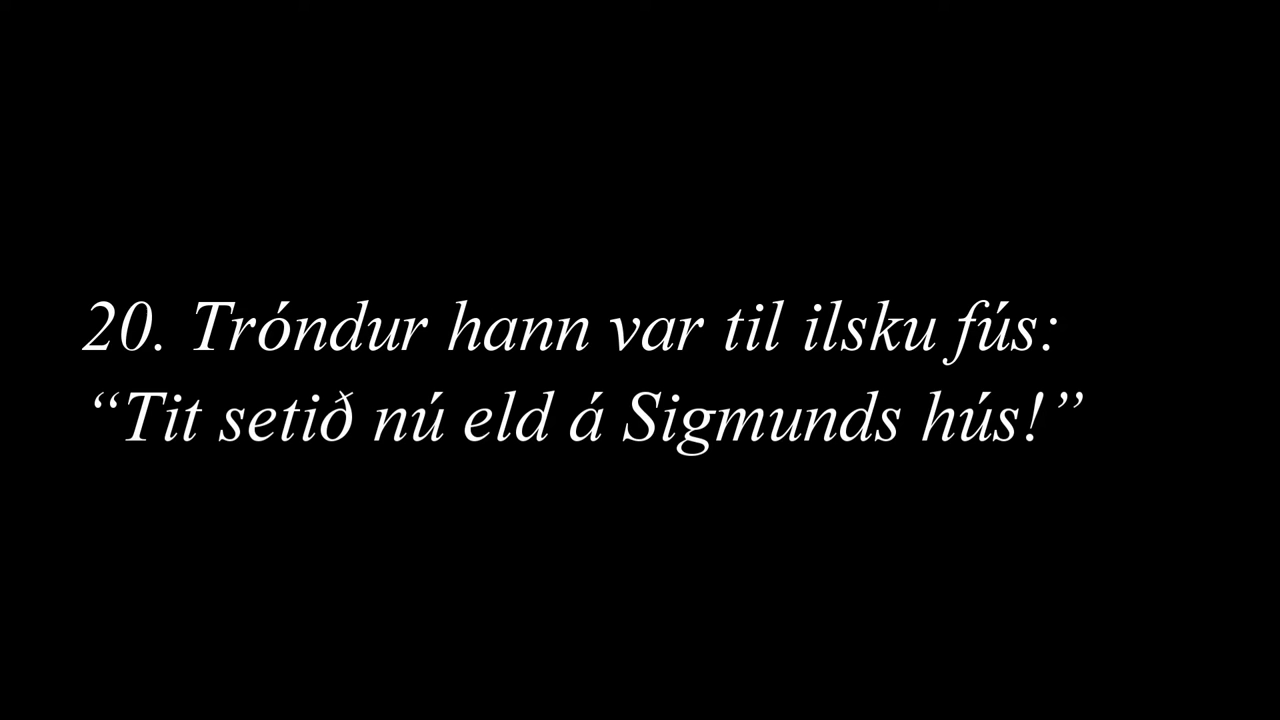 20. Tróndur hann var til ilsku fús:
“Tit setið nú eld á Sigmunds hús!”